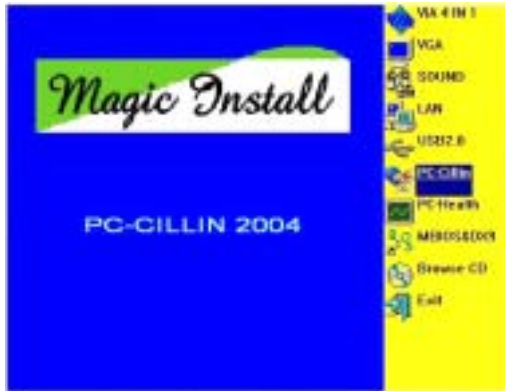 Magic Install
PC-CILLIN 2004
VIA 4 IN 1
VGA
SOUND
LAN
USB2.0
PC-Cillin
PC-Health
Browse CD
Exit